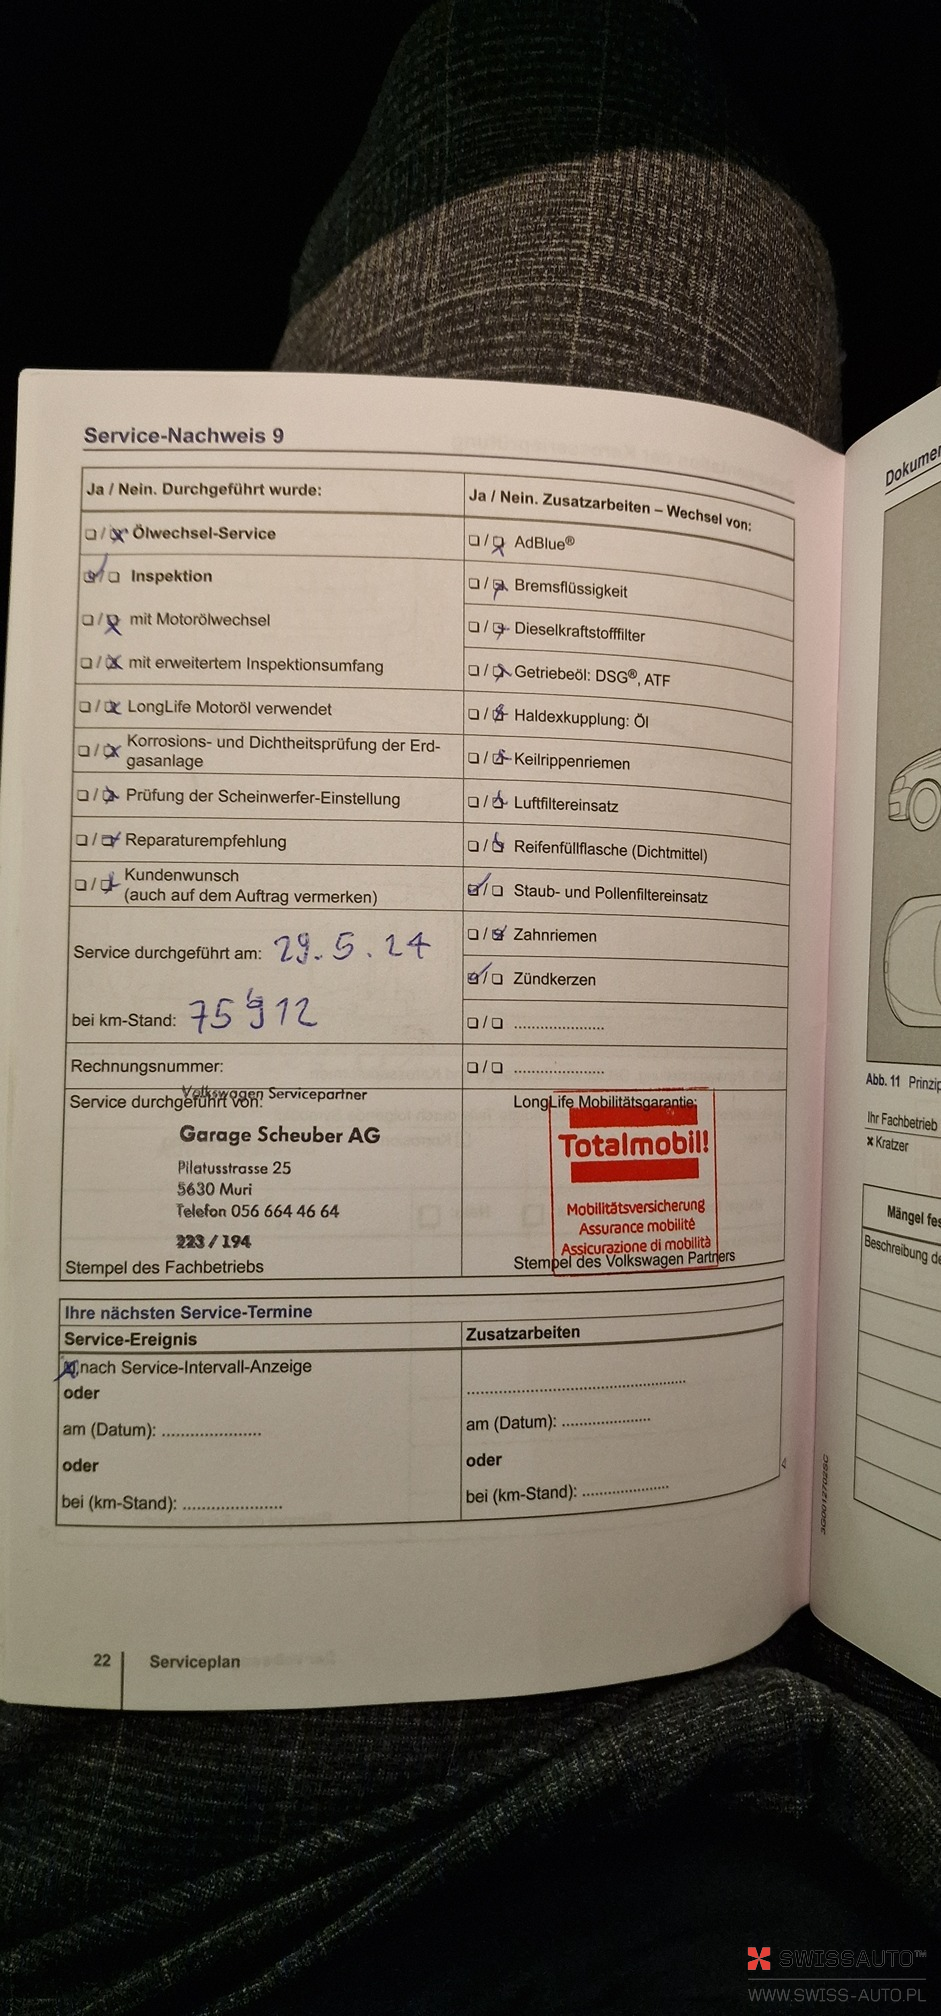 Service-Nachweis 9
Ja / Nein. Durchgeführt wurde:
❏ / ❏ Ölwechsel-Service
❏ / ❏ Inspektion
❏ / ❏ mit Motorölwechsel
❏ / ❏ mit erweitertem Inspektionsumfang
❏ / ❏ LongLife Motoröl verwendet
❏ / ❏ Korrosions- und Dichtheitsprüfung der Erd-
gasanlage
❏ / ❏ Prüfung der Scheinwerfer-Einstellung
❏ / ❏ Reparaturempfehlung
❏ / ❏ Kundenwunsch
(auch auf dem Auftrag vermerken)
Service durchgeführt am: 29.5.24
bei km-Stand:
Rechnungsnummer:
Ja / Nein. Zusatzarbeiten – Wechsel von:
❏ / ❏ AdBlue®
❏ / ❏ Bremsflüssigkeit
❏ / ❏ Dieselkraftstofffilter
❏ / ❏ Getriebeöl: DSG®, ATF
❏ / ❏ Haldexkupplung: Öl
❏ / ❏ Keilrippenriemen
❏ / ❏ Luftfiltereinsatz
❏ / ❏ Reifenfüllflasche (Dichtmittel)
❏ / ❏ Staub- und Pollenfiltereinsatz
❏ / ❏ Zahnriemen
❏ / ❏ Zündkerzen
❏ / ❏ ......................
❏ / ❏ ......................
Service durchgeführt von:
Volkswagen Servicepartner
Garage Scheuber AG
Pilatusstrasse 25
5630 Muri
Telefon 056 664 46 64
223 / 194
Stempel des Fachbetriebs
LongLife Mobilitätsgarantie:
Totalmobil!
Mobilitätsversicherung
Assurance mobilité
Assicurazione di mobilità
Stempel des Volkswagen Partners
Ihre nächsten Service-Termine
Service-Ereignis
nach Service-Intervall-Anzeige
oder
am (Datum): ......................
oder
bei (km-Stand): ......................
Zusatzarbeiten
......................
am (Datum): ......................
oder
bei (km-Stand): ......................
3G0012702SC
22 Serviceplan
Abb. 11
Ihr Fachbetrieb
× Kratzer
SWISSAUTO™
WWW.SWISS-AUTO.PL